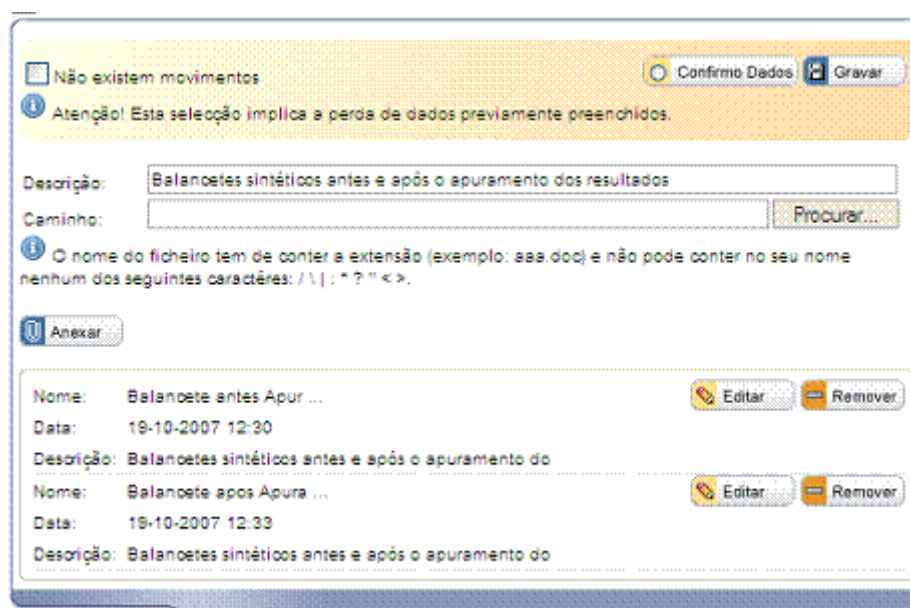 Não existem movimentos
Confirmo Dados
Gravar
Atenção! Esta selecção implica a perda de dados previamente preenchidos.
Descrição: Balancetes sintéticos antes e após o apuramento dos resultados
Caminho: Procurar...
O nome do ficheiro tem de conter a extensão (exemplo: aaa.doc) e não pode conter no seu nome
nenhum dos seguintes caractéres: / \ | : * ? " < >.
Anexar
Nome: Balancete antes Apur ... Editar Remover
Data: 19-10-2007 12:30
Descrição: Balancetes sintéticos antes e após o apuramento do
Nome: Balancete apos Apura ... Editar Remover
Data: 19-10-2007 12:33
Descrição: Balancetes sintéticos antes e após o apuramento do